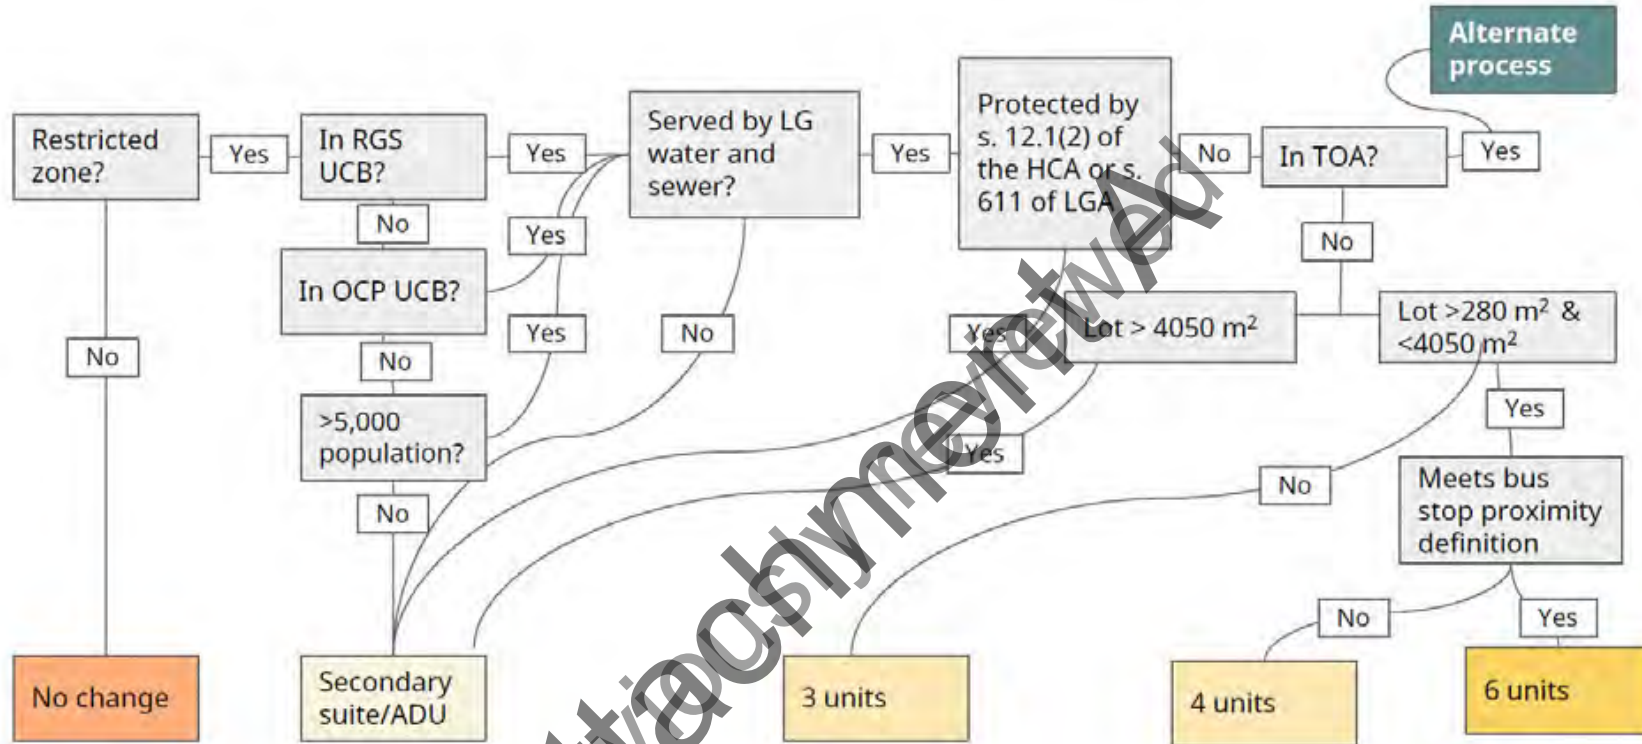 Alternate
process
Restricted
zone?
Yes
In RGS
UCB?
Yes
Served by LG
water and
sewer?
Yes
Protected by
s. 12.1(2) of
the HCA or s.
611 of LGA
No
In TOA?
Yes
No
Yes
No
In OCP UCB?
No
Yes
No
Yes
Lot > 4050 m²
Lot >280 m² &
<4050 m²
No
>5,000
population?
Yes
Yes
No
No
Meets bus
stop proximity
definition
No
Yes
No change
Secondary
suite/ADU
3 units
4 units
6 units